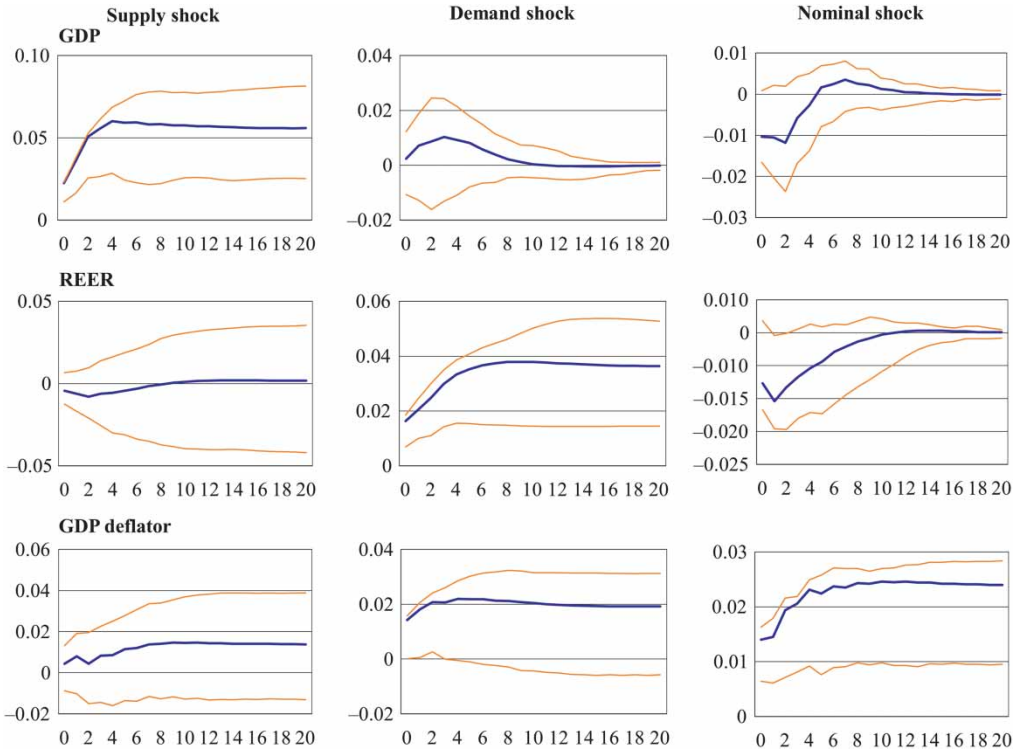 Supply shock Demand shock Nominal shock
GDP
0.10 0.04 0.01
0.02 0
0.05 –0.01
0 –0.02
0 –0.02 –0.03
0 2 4 6 8 10 12 14 16 18 20 0 2 4 6 8 10 12 14 16 18 20 0 2 4 6 8 10 12 14 16 18 20
REER
0.05 0.06 0.010
0.04 0
0 –0.010
0.02 –0.015
–0.020
–0.05 0 –0.025
0 2 4 6 8 10 12 14 16 18 20 0 2 4 6 8 10 12 14 16 18 20 0 2 4 6 8 10 12 14 16 18 20
GDP deflator
0.06 0.04 0.03
0.04 0.02 0.02
0.02
0 0 0.01
–0.02 –0.02 0
0 2 4 6 8 10 12 14 16 18 20 0 2 4 6 8 10 12 14 16 18 20 0 2 4 6 8 10 12 14 16 18 20